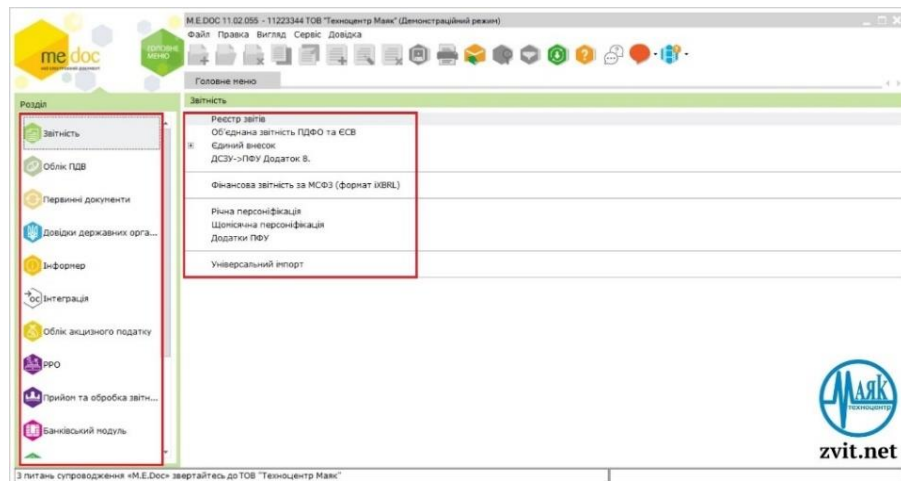 M.E.DOC 11.02.055 - 11223344 ТОВ "Техноцентр Маяк" (Демонстраційний режим)
Файл Правка Вигляд Сервіс Довідка
me doc
ГОЛОВНЕ МЕНЮ
Головне меню
Розділ
Звітність
Облік ПДВ
Первинні документи
Довідки державних орга...
Інформер
Інтеграція
Облік акцизного податку
РРО
Прийом та обробка звітн...
Банківський модуль
Звітність
Реєстр звітів
Об'єднана звітність ПДФО та ЄСВ
Єдиний внесок
ДСЗУ->ПФУ Додаток 8.
Фінансова звітність за МСФЗ (формат iXBRL)
Річна персоніфікація
Щомісячна персоніфікація
Додатки ПФУ
Універсальний імпорт
Маяк
техноцентр
zvit.net
З питань супроводження «M.E.Doc» звертайтесь до ТОВ "Техноцентр Маяк"